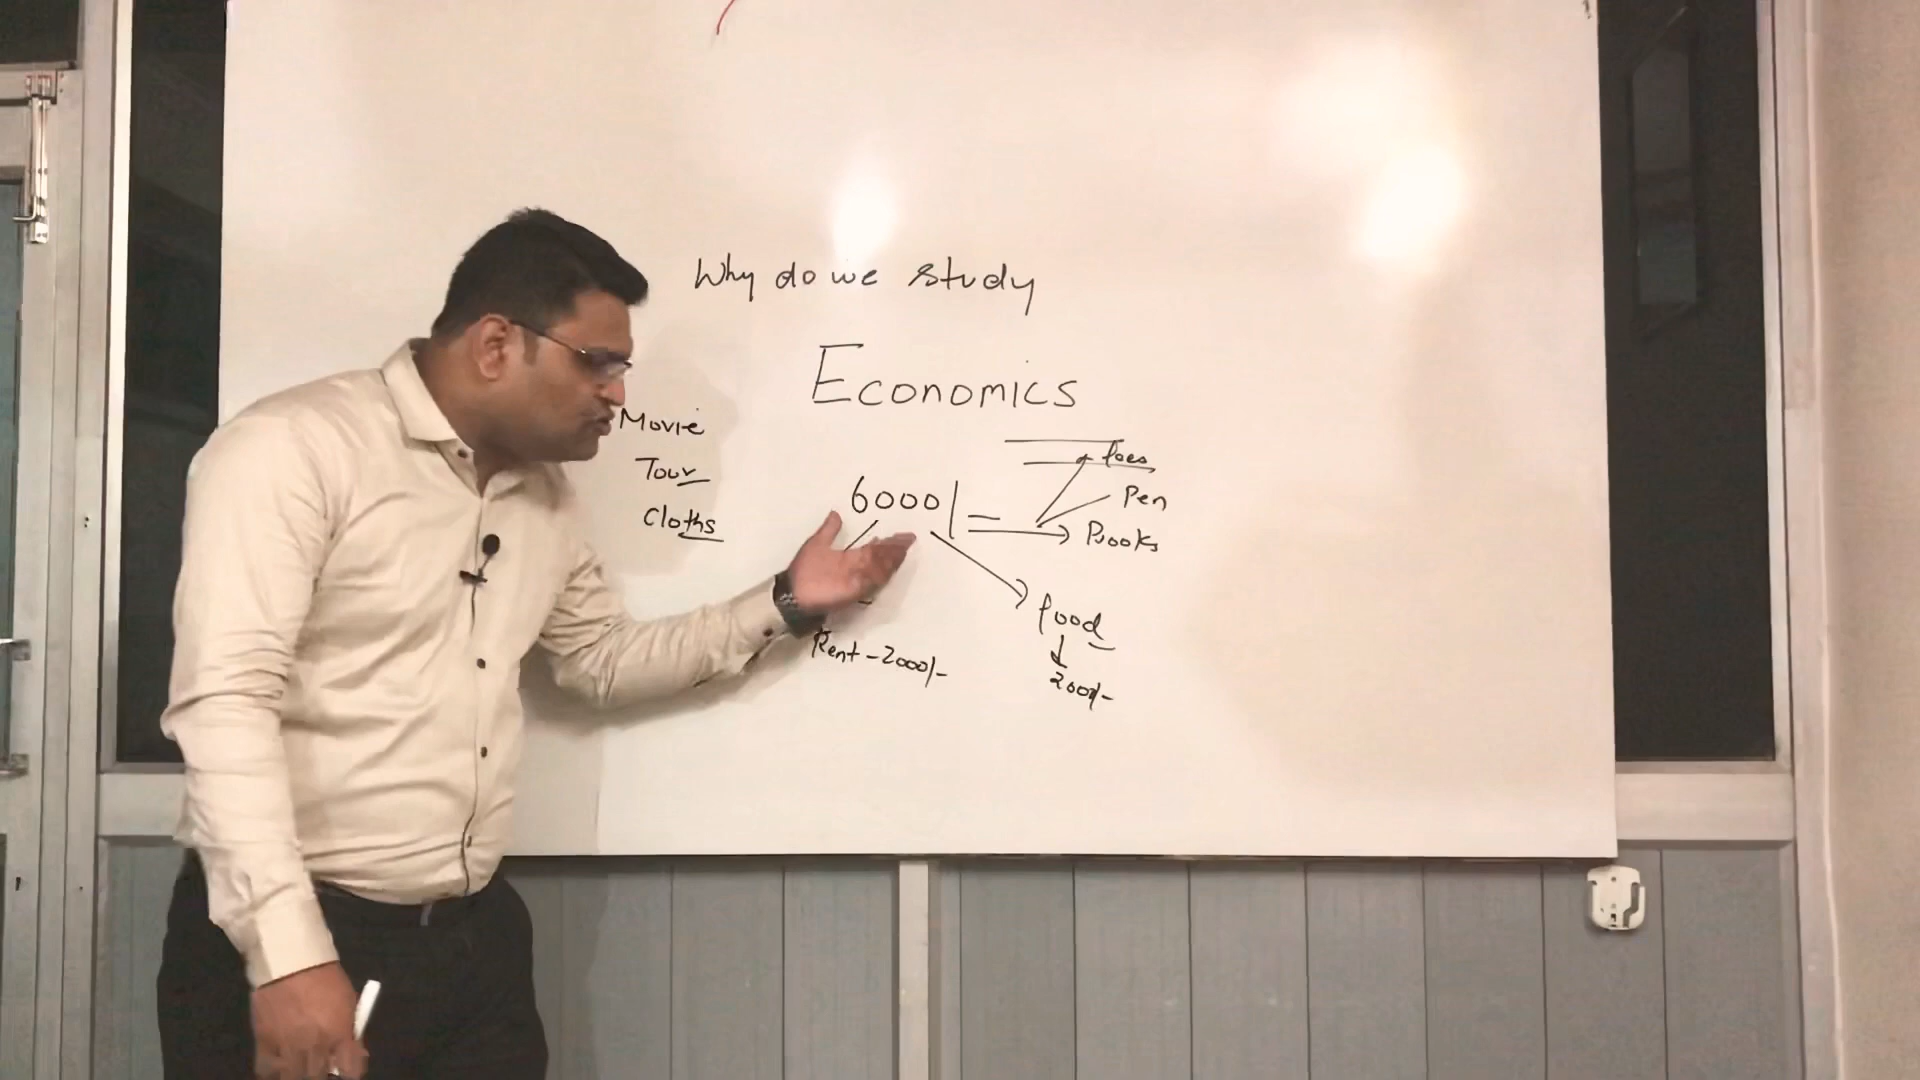 Why do we study
Economics
Movie
Tour
Cloths
6000/=
fees
Pen
Books
food
2000/-
Rent - 2000/-